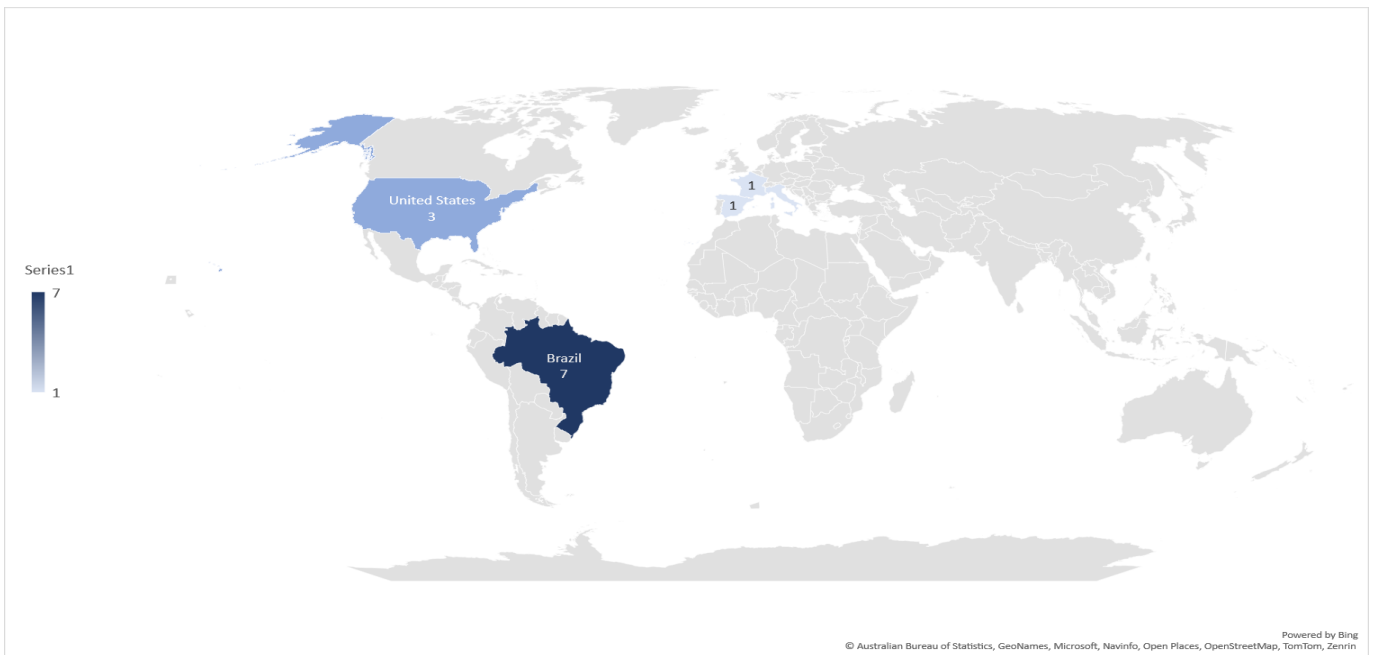 United States
3
1
1
Series1
7
1
Brazil
7
Powered by Bing
© Australian Bureau of Statistics, GeoNames, Microsoft, Navinfo, Open Places, OpenStreetMap, TomTom, Zenrin